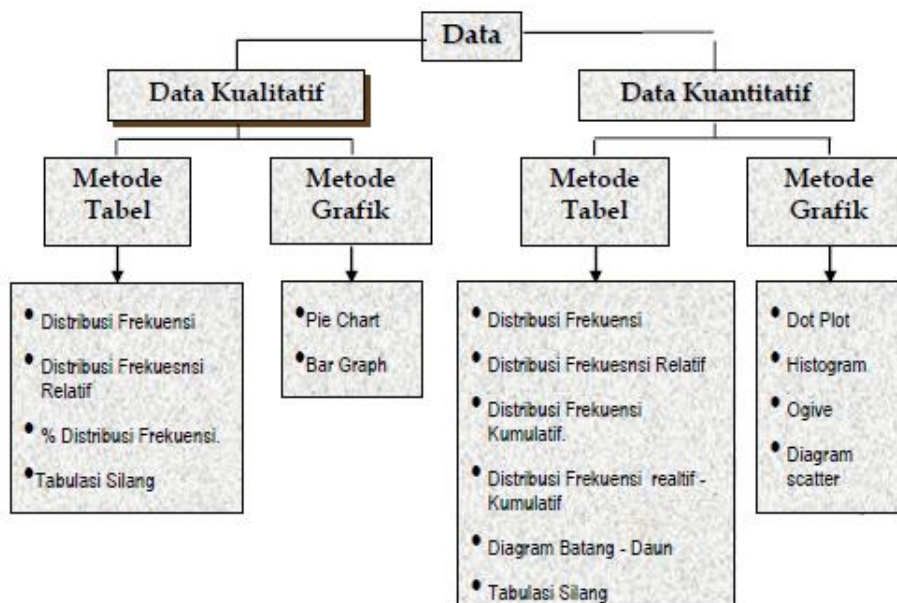 Data
Data Kualitatif
Data Kuantitatif
Metode
Tabel
Metode
Grafik
Metode
Tabel
Metode
Grafik
• Distribusi Frekuensi
• Distribusi Frekuesnsi
Relatif
• % Distribusi Frekuensi.
• Tabulasi Silang
• Pie Chart
• Bar Graph
• Distribusi Frekuensi
• Distribusi Frekuesnsi Relatif
• Distribusi Frekuensi
Kumulatif.
• Distribusi Frekuensi realtif -
Kumulatif
• Diagram Batang - Daun
• Tabulasi Silang
• Dot Plot
• Histogram
• Ogive
• Diagram
scatter